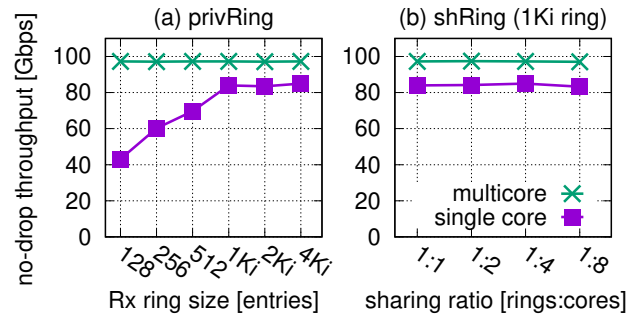 (a) privRing
(b) shRing (1Ki ring)
no-drop throughput [Gbps]
100
80
60
40
20
0
128
256
512
1Ki
2Ki
4Ki
Rx ring size [entries]
100
80
60
40
20
0
multicore
single core
1:1
1:2
1:4
1:8
sharing ratio [rings:cores]